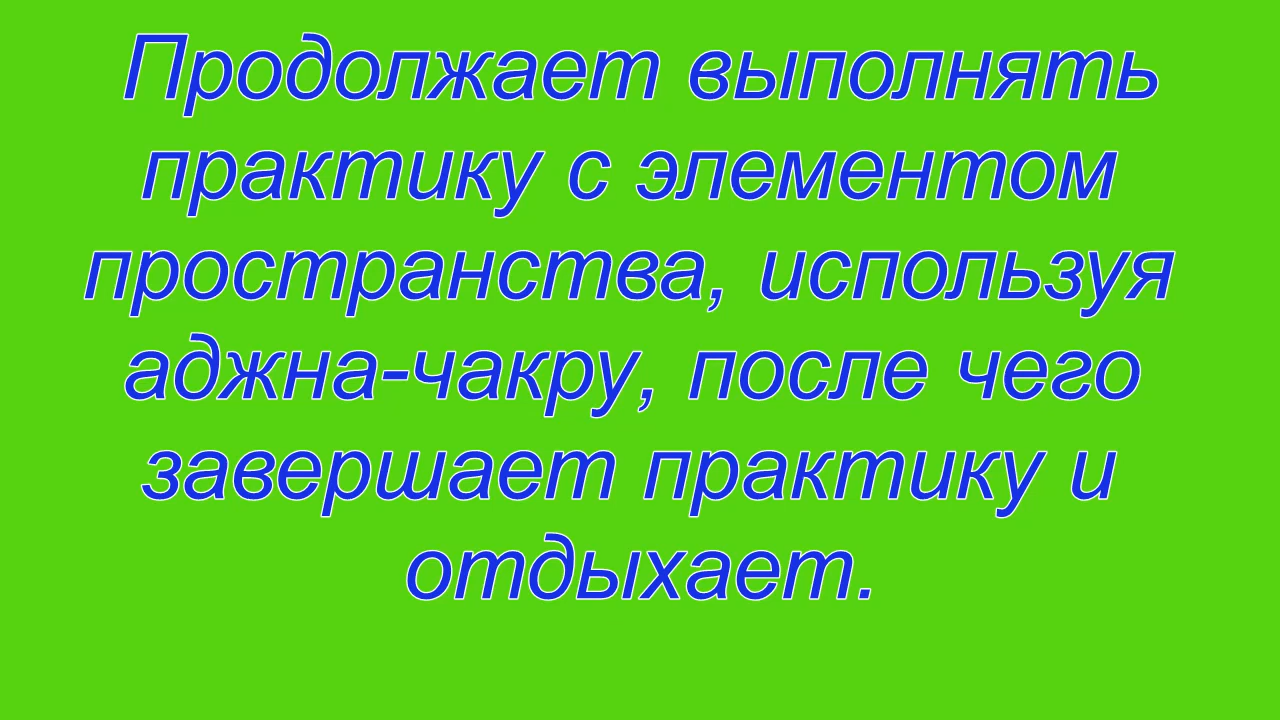 Продолжает выполнять
практику с элементом
пространства, используя
аджна-чакру, после чего
завершает практику и
отдыхает.